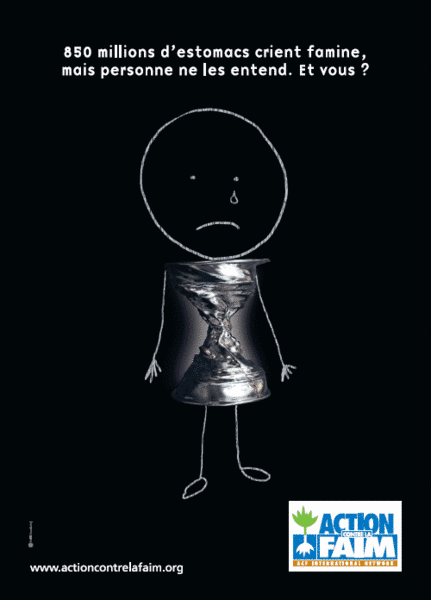 850 millions d'estomacs crient famine,
mais personne ne les entend. Et vous ?
ACTION
CONTRE LA
FAIM
ACF INTERNATIONAL NETWORK
www.actioncontrelafaim.org